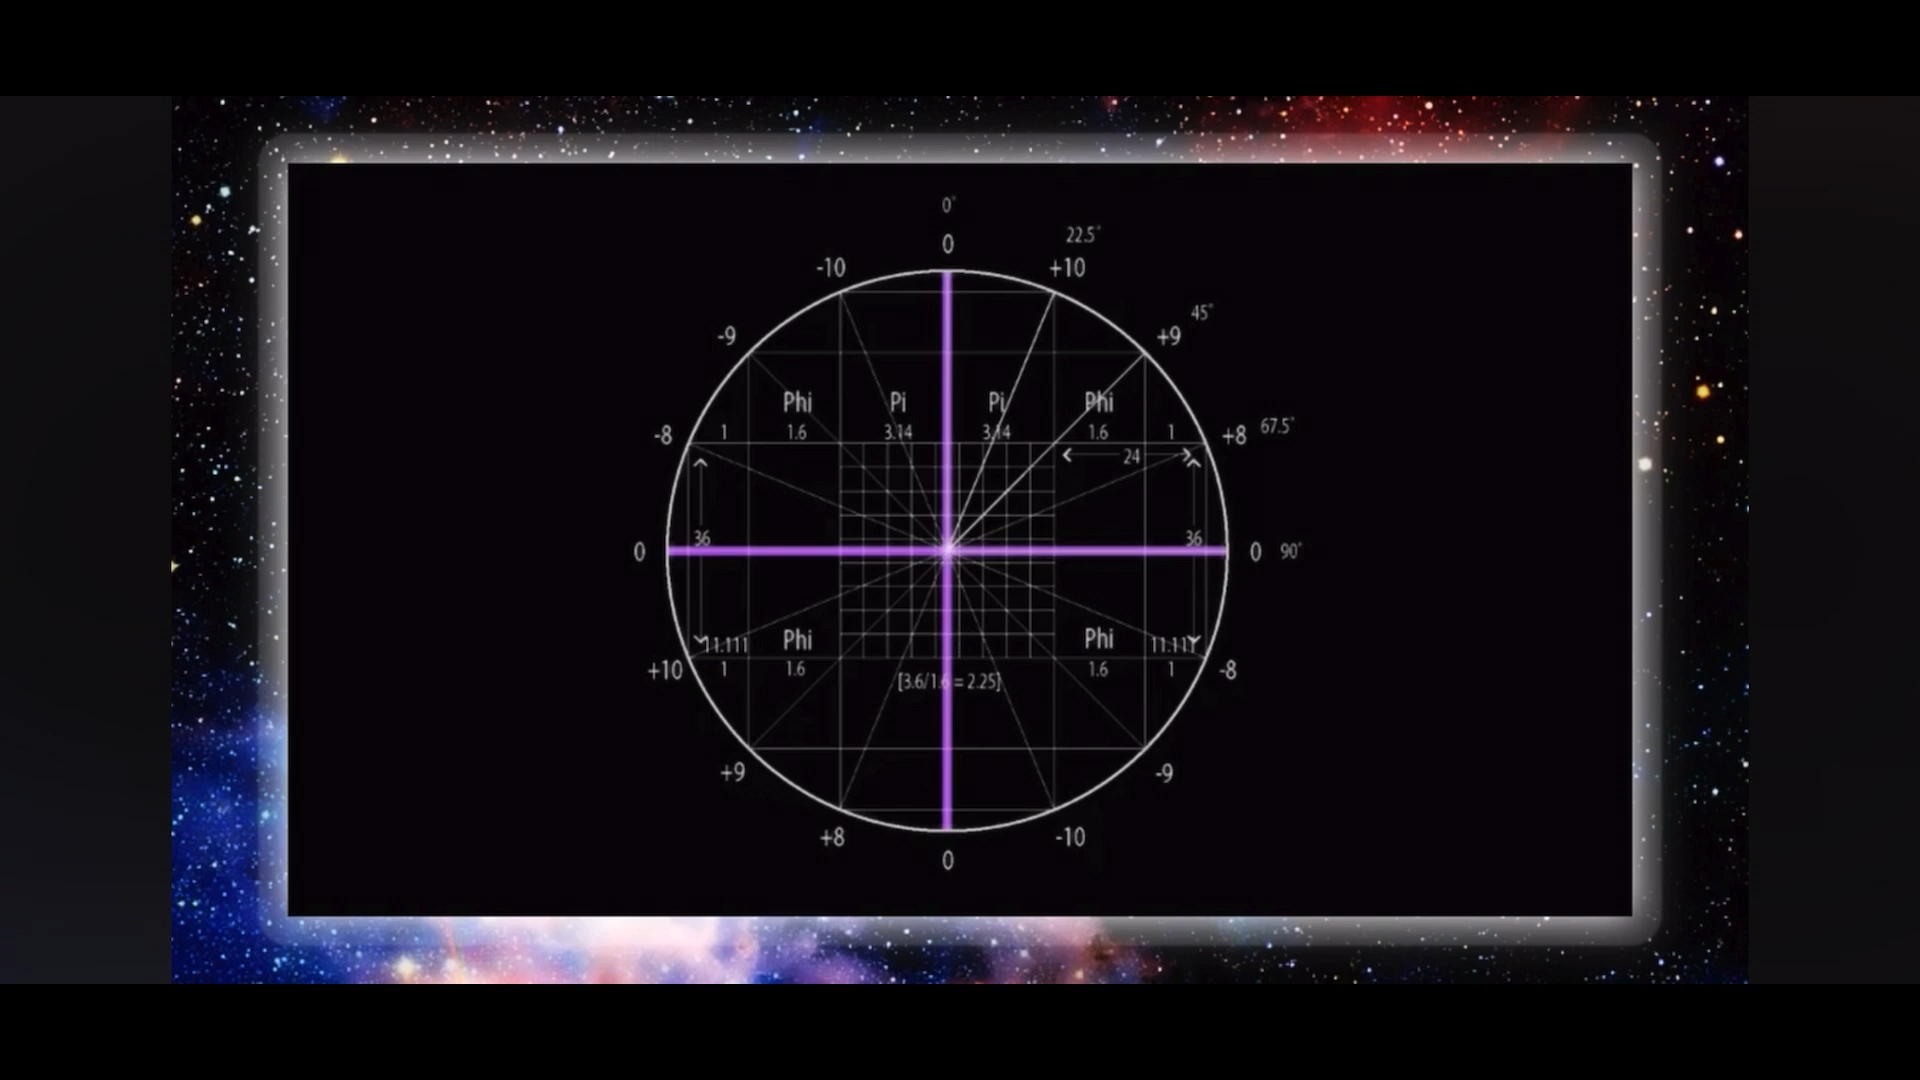 0°
0
22.5°
-10
+10
45°
-9
+9
Phi Pi Pi Phi
67.5°
-8 1 1.6 3.14 3.14 1.6 1 +8
24
36 36
0 0 90°
11.111 Phi Phi 11.111
+10 1 1.6 1.6 1 -8
[3.6/1.6 = 2.25]
+9 -9
+8 -10
0